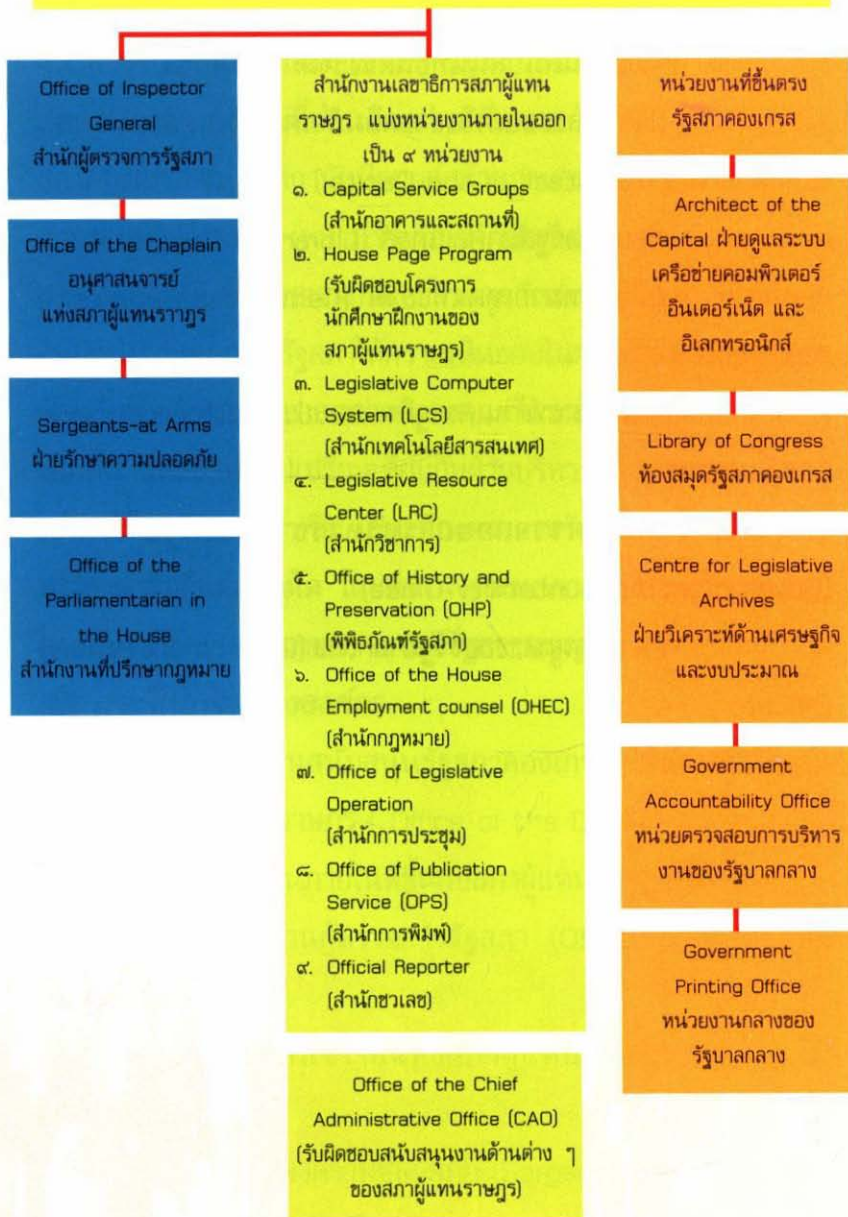 Office of Inspector
General
สำนักผู้ตรวจการรัฐสภา
Office of the Chaplain
อนุศาสนจารย์
แห่งสภาผู้แทนราาฎร
Sergeants-at Arms
ฝ่ายรักษาความปลอดภัย
Office of the
Parliamentarian in
the House
สำนักงานที่ปรึกษากฎหมาย
สำนักงานเลขาธิการสภาผู้แทน
ราษฎร แบ่งหน่วยงานภายในออก
เป็น ๙ หน่วยงาน
๑. Capital Service Groups
(สำนักอาคารและสถานที่)
๒. House Page Program
(รับผิดชอบโครงการ
นักศึกษาฝึกงานของ
สภาผู้แทนราษฎร)
๓. Legislative Computer
System (LCS)
(สำนักเทคโนโลยีสารสนเทศ)
๔. Legislative Resource
Center (LRC)
(สำนักวิชาการ)
๕. Office of History and
Preservation (OHP)
(พิพิธภัณฑ์รัฐสภา)
๖. Office of the House
Employment counsel (OHEC)
(สำนักกฎหมาย)
๗. Office of Legislative
Operation
(สำนักการประชุม)
๘. Office of Publication
Service (OPS)
(สำนักการพิมพ์)
๙. Official Reporter
(สำนักชวเลข)
Office of the Chief
Administrative Office (CAO)
(รับผิดชอบสนับสนุนงานด้านต่าง ๆ
ของสภาผู้แทนราษฎร)
หน่วยงานที่ขึ้นตรง
รัฐสภาคองเกรส
Architect of the
Capital ฝ่ายดูแลระบบ
เครือข่ายคอมพิวเตอร์
อินเตอร์เน็ต และ
อิเลกทรอนิกส์
Library of Congress
ห้องสมุดรัฐสภาคองเกรส
Centre for Legislative
Archives
ฝ่ายวิเคราะห์ด้านเศรษฐกิจ
และงบประมาณ
Government
Accountability Office
หน่วยตรวจสอบการบริหาร
งานของรัฐบาลกลาง
Government
Printing Office
หน่วยงานกลางของ
รัฐบาลกลาง